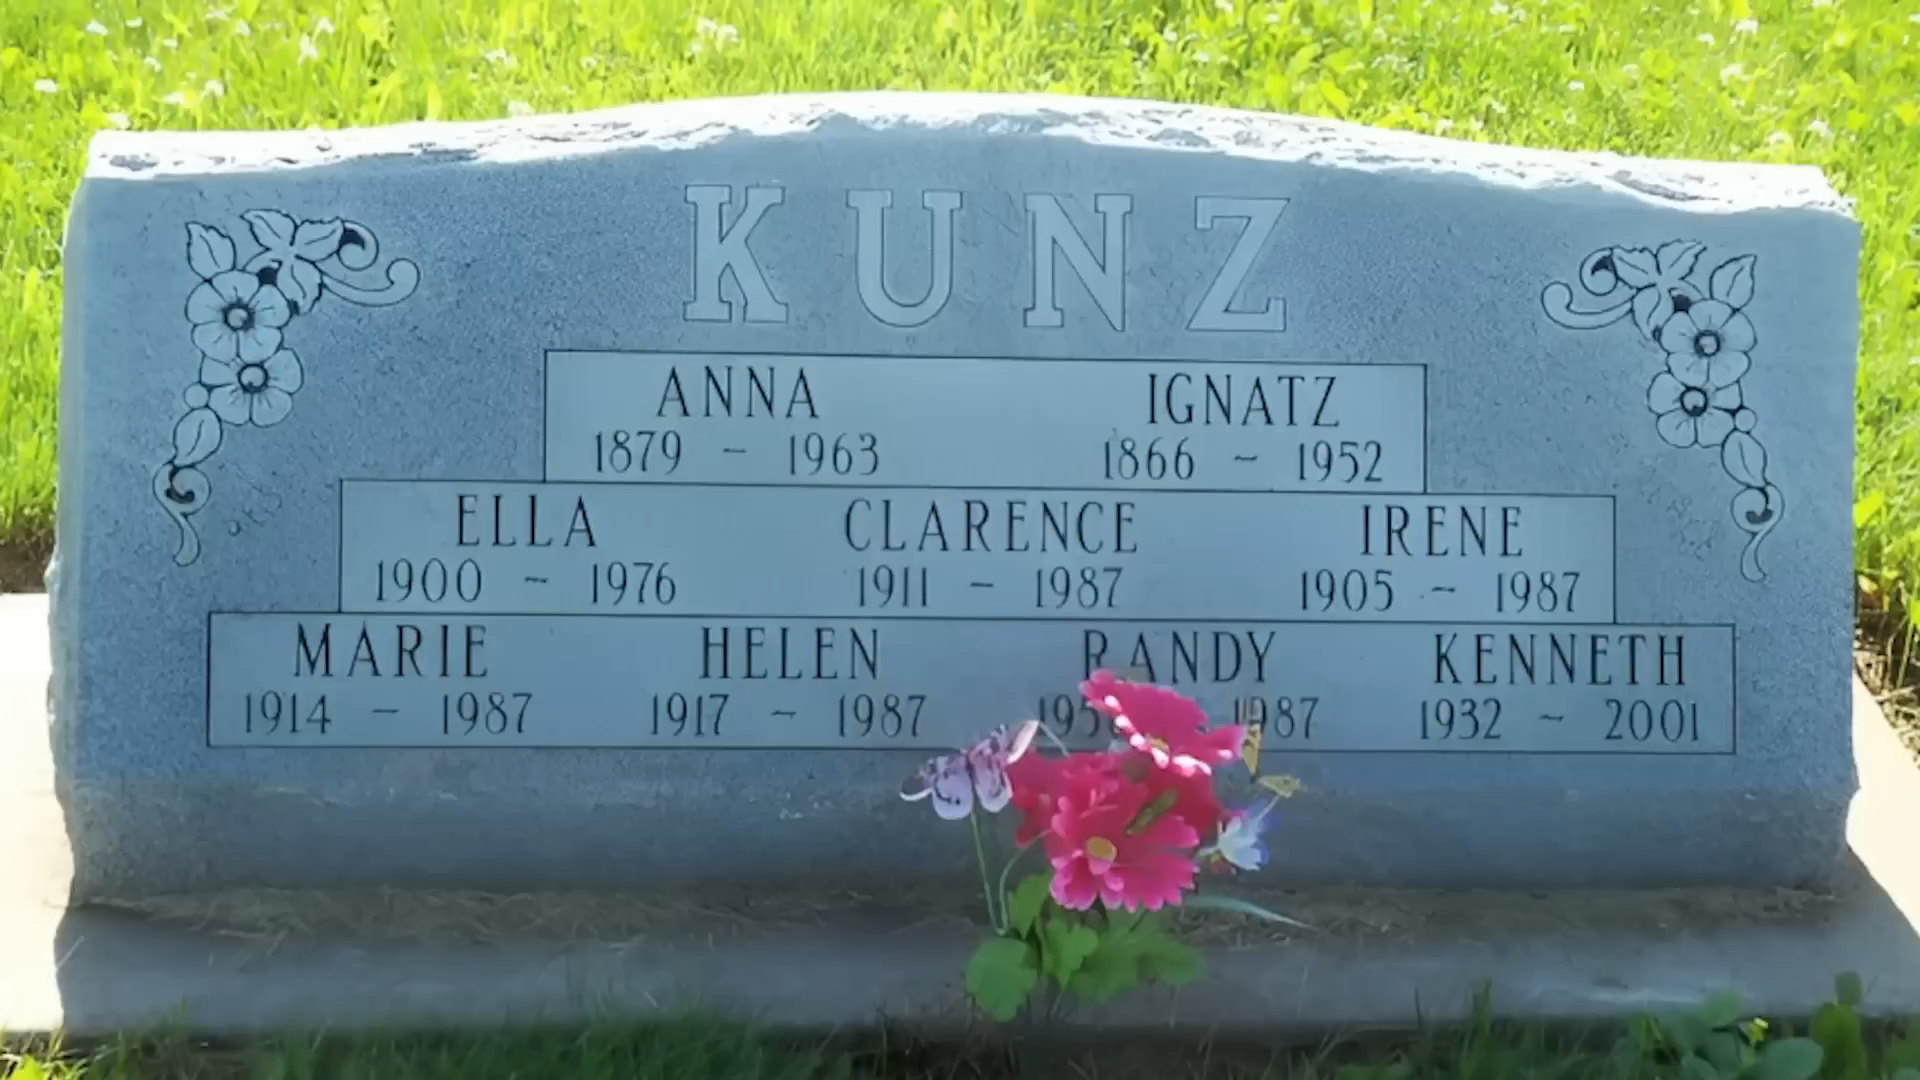 KUNZ
ANNA IGNATZ
1879 ~ 1963 1866 ~ 1952
ELLA CLARENCE IRENE
1900 ~ 1976 1911 ~ 1987 1905 ~ 1987
MARIE HELEN RANDY KENNETH
1914 ~ 1987 1917 ~ 1987 1932 ~ 2001